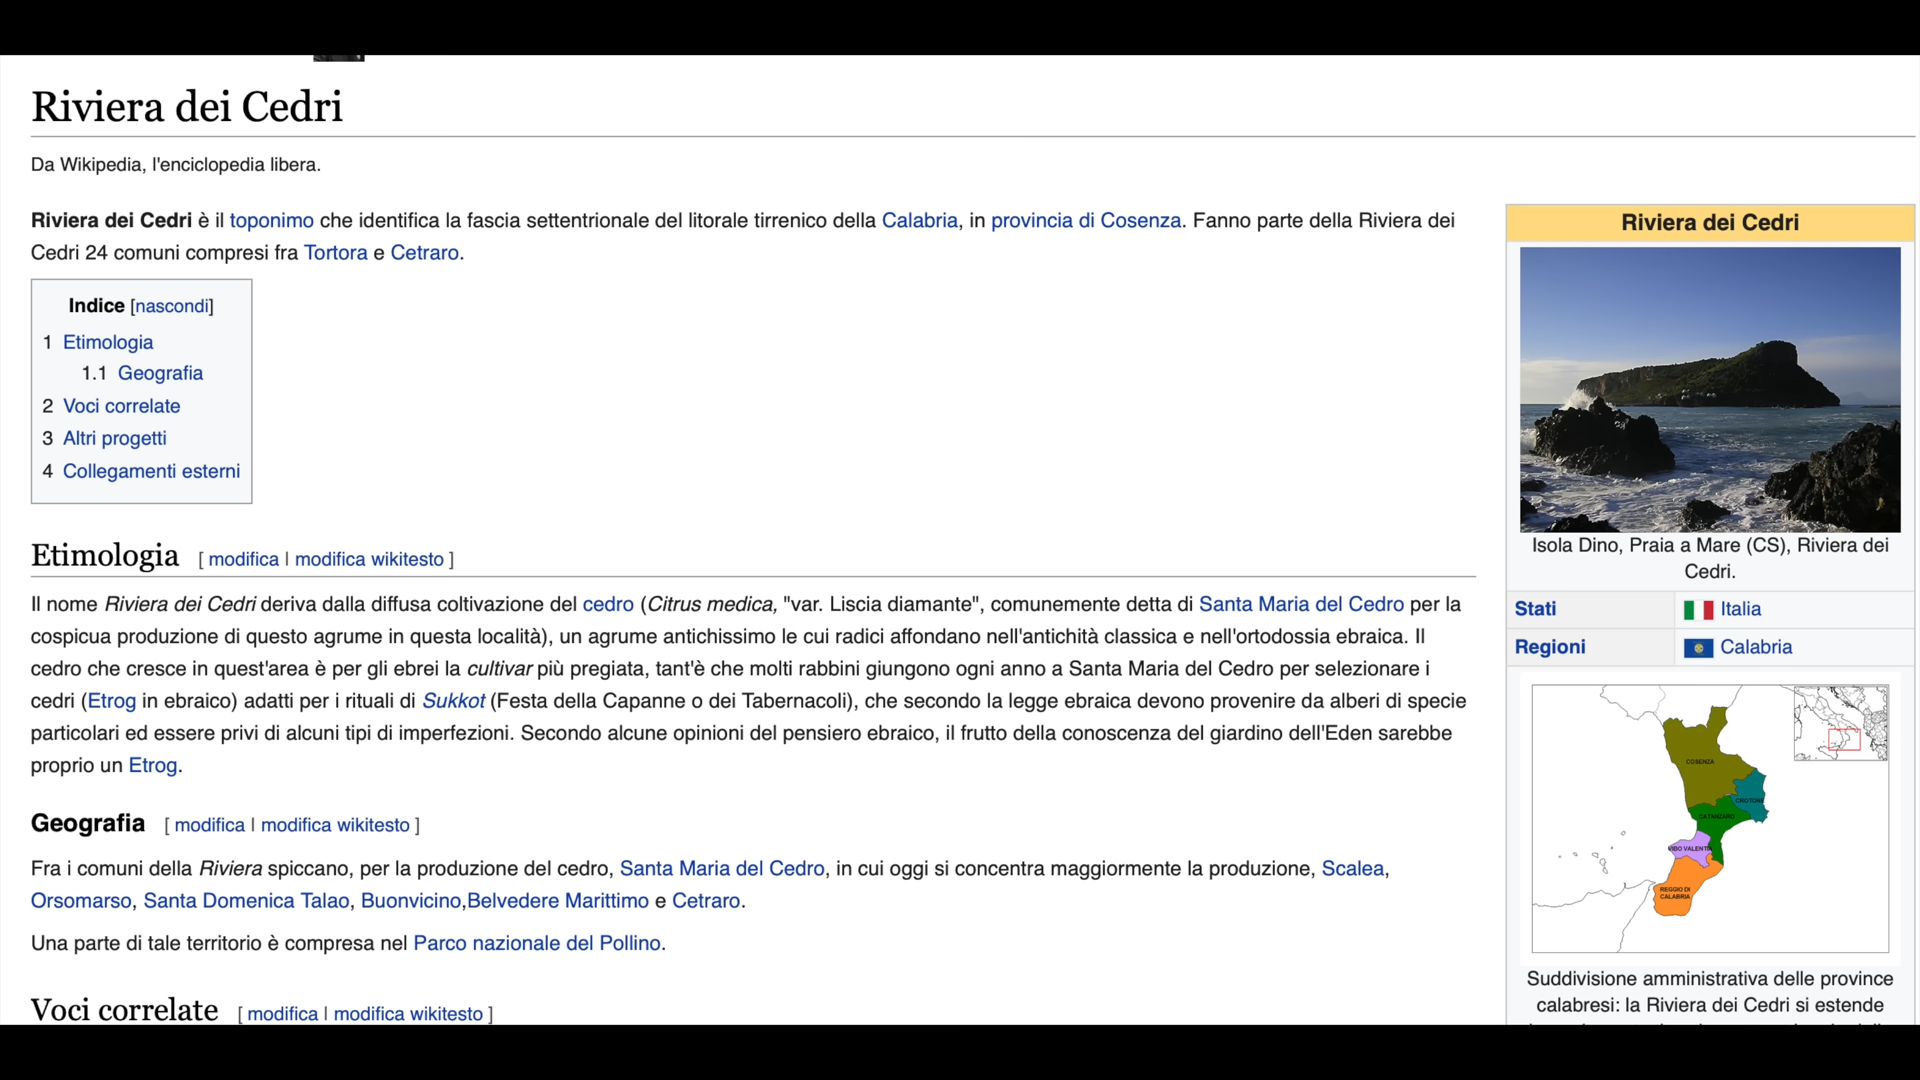 Riviera dei Cedri
Da Wikipedia, l'enciclopedia libera.
Riviera dei Cedri è il toponimo che identifica la fascia settentrionale del litorale tirrenico della Calabria, in provincia di Cosenza. Fanno parte della Riviera dei
Cedri 24 comuni compresi fra Tortora e Cetraro.
Indice [nascondi]
1 Etimologia
1.1 Geografia
2 Voci correlate
3 Altri progetti
4 Collegamenti esterni
Etimologia [ modifica | modifica wikitesto ]
Il nome Riviera dei Cedri deriva dalla diffusa coltivazione del cedro (Citrus medica, "var. Liscia diamante", comunemente detta di Santa Maria del Cedro per la
cospicua produzione di questo agrume in questa località), un agrume antichissimo le cui radici affondano nell'antichità classica e nell'ortodossia ebraica. Il
cedro che cresce in quest'area è per gli ebrei la cultivar più pregiata, tant'è che molti rabbini giungono ogni anno a Santa Maria del Cedro per selezionare i
cedri (Etrog in ebraico) adatti per i rituali di Sukkot (Festa della Capanne o dei Tabernacoli), che secondo la legge ebraica devono provenire da alberi di specie
particolari ed essere privi di alcuni tipi di imperfezioni. Secondo alcune opinioni del pensiero ebraico, il frutto della conoscenza del giardino dell'Eden sarebbe
proprio un Etrog.
Geografia [ modifica | modifica wikitesto ]
Fra i comuni della Riviera spiccano, per la produzione del cedro, Santa Maria del Cedro, in cui oggi si concentra maggiormente la produzione, Scalea,
Orsomarso, Santa Domenica Talao, Buonvicino,Belvedere Marittimo e Cetraro.
Una parte di tale territorio è compresa nel Parco nazionale del Pollino.
Voci correlate [ modifica | modifica wikitesto ]
Riviera dei Cedri
Isola Dino, Praia a Mare (CS), Riviera dei
Cedri.
Stati Italia
Regioni Calabria
COSENZA
CROTONE
CATNAZARO
VIBO VALENTIA
REGGIO DI
CALABRIA
Suddivisione amministrativa delle province
calabresi: la Riviera dei Cedri si estende